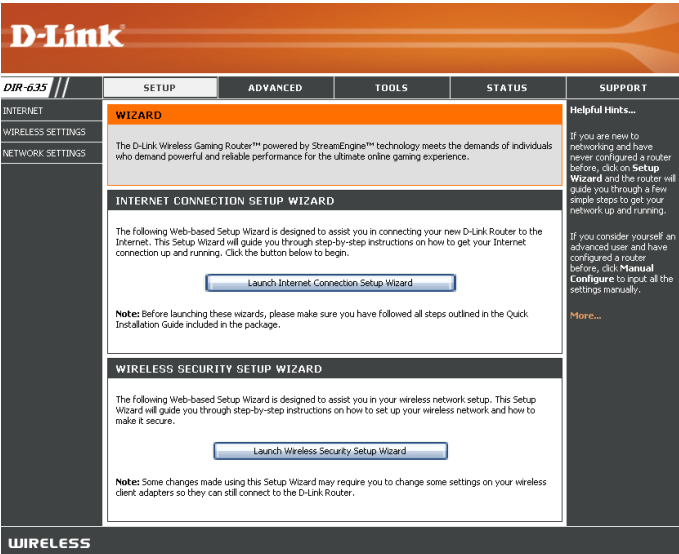 D-Link
DIR-635
SETUP
ADVANCED
TOOLS
STATUS
SUPPORT
INTERNET
WIRELESS SETTINGS
NETWORK SETTINGS
WIZARD
The D-Link Wireless Gaming Router™ powered by StreamEngine™ technology meets the demands of individuals
who demand powerful and reliable performance for the ultimate online gaming experience.
INTERNET CONNECTION SETUP WIZARD
The following Web-based Setup Wizard is designed to assist you in connecting your new D-Link Router to the
Internet. This Setup Wizard will guide you through step-by-step instructions on how to get your Internet
connection up and running. Click the button below to begin.
Launch Internet Connection Setup Wizard
Note: Before launching these wizards, please make sure you have followed all steps outlined in the Quick
Installation Guide included in the package.
WIRELESS SECURITY SETUP WIZARD
The following Web-based Setup Wizard is designed to assist you in your wireless network setup. This Setup
Wizard will guide you through step-by-step instructions on how to set up your wireless network and how to
make it secure.
Launch Wireless Security Setup Wizard
Note: Some changes made using this Setup Wizard may require you to change some settings on your wireless
client adapters so they can still connect to the D-Link Router.
Helpful Hints...
If you are new to
networking and have
never configured a router
before, click on Setup
Wizard and the router will
guide you through a few
simple steps to get your
network up and running.
If you consider yourself an
advanced user and have
configured a router
before, click Manual
Configure to input all the
settings manually.
More...
WIRELESS